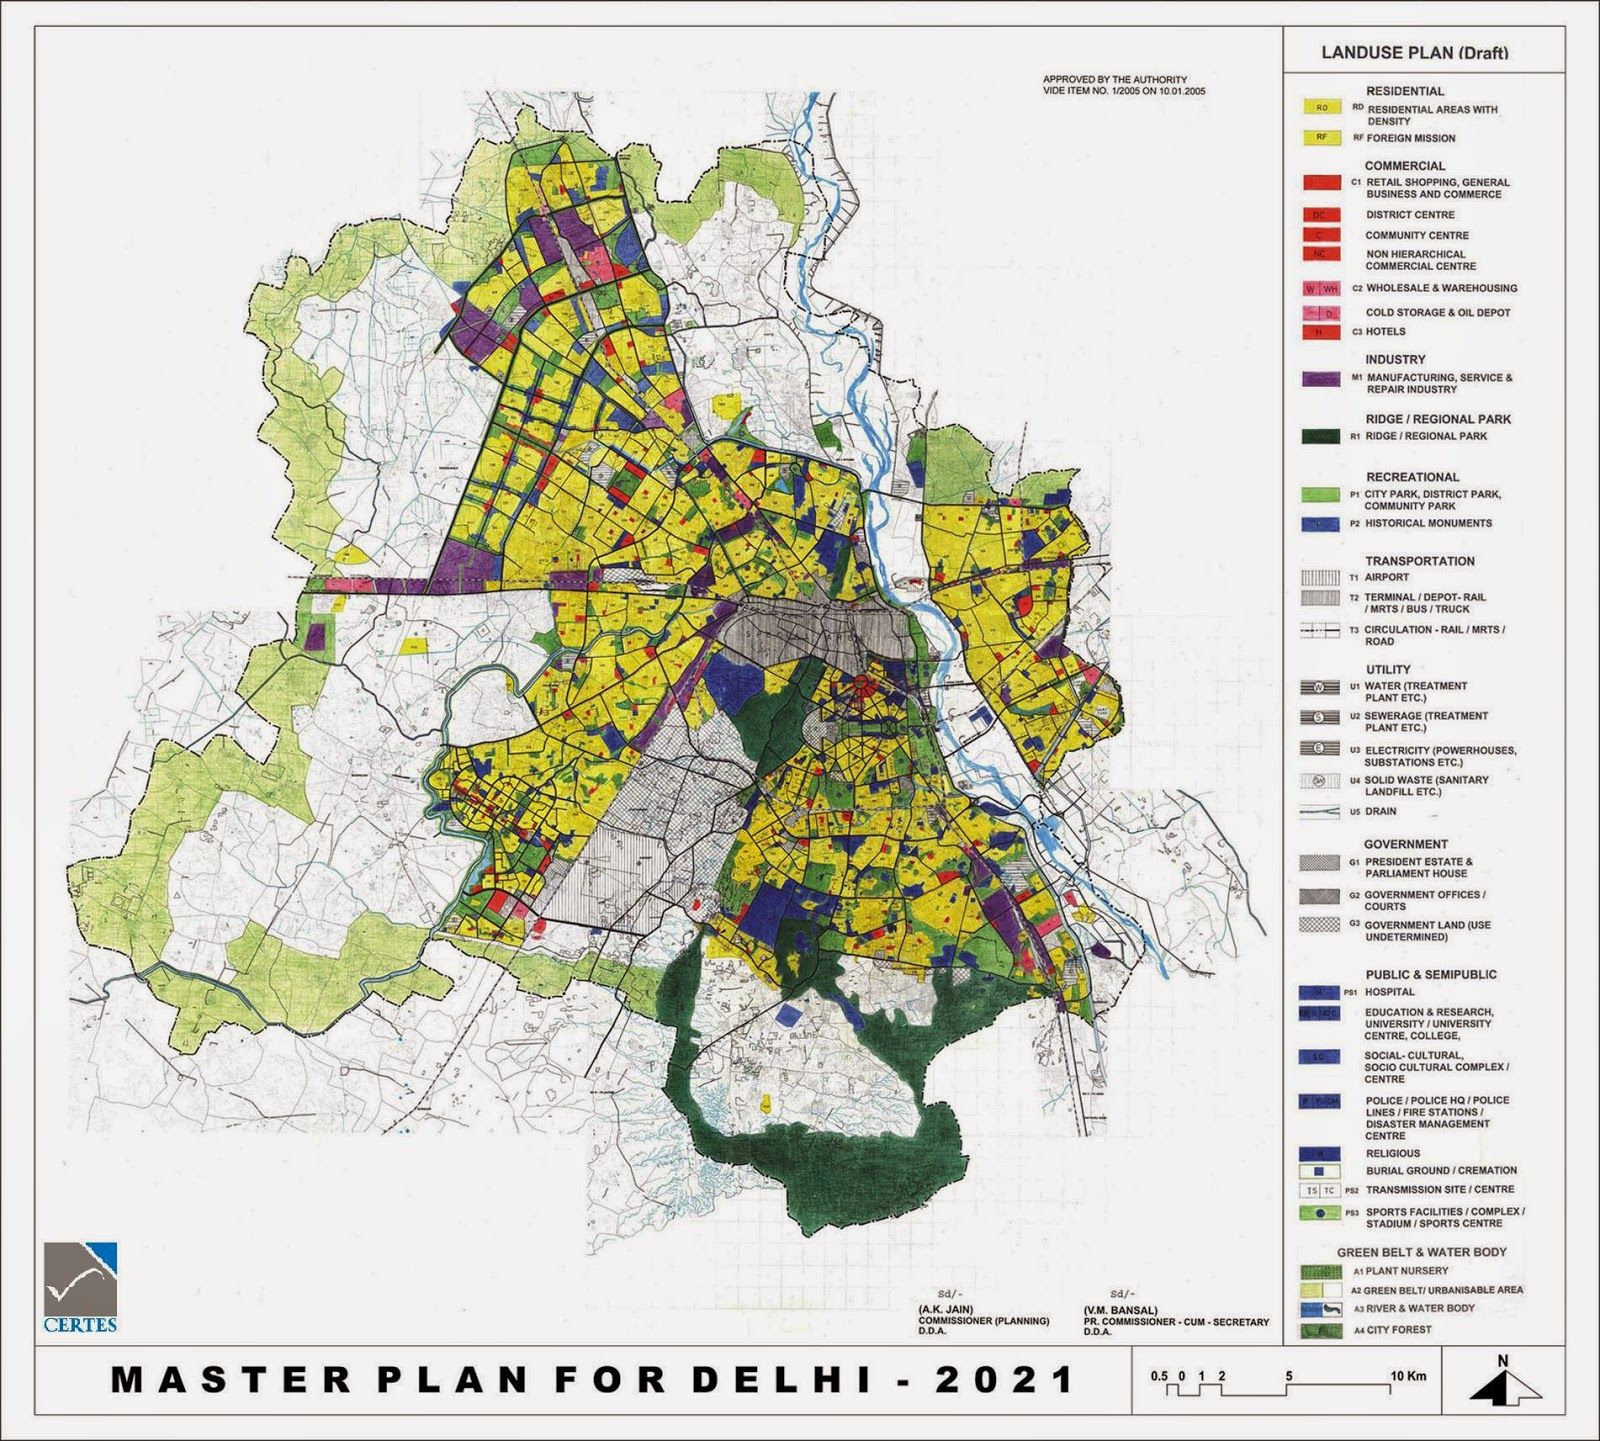 APPROVED BY THE AUTHORITY
VIDE ITEM NO. 1/2005 ON 10.01.2005
LANDUSE PLAN (Draft)
RESIDENTIAL
RD RD RESIDENTIAL AREAS WITH
DENSITY
RF RF FOREIGN MISSION
COMMERCIAL
C1 RETAIL SHOPPING, GENERAL
BUSINESS AND COMMERCE
DC DISTRICT CENTRE
C COMMUNITY CENTRE
NC NON HIERARCHICAL
COMMERCIAL CENTRE
W WH C2 WHOLESALE & WAREHOUSING
D COLD STORAGE & OIL DEPOT
H C3 HOTELS
INDUSTRY
M1 MANUFACTURING, SERVICE &
REPAIR INDUSTRY
RIDGE / REGIONAL PARK
R1 RIDGE / REGIONAL PARK
RECREATIONAL
P1 CITY PARK, DISTRICT PARK,
COMMUNITY PARK
P2 HISTORICAL MONUMENTS
TRANSPORTATION
T1 AIRPORT
T2 TERMINAL / DEPOT- RAIL
/ MRTS / BUS / TRUCK
T3 CIRCULATION - RAIL / MRTS /
ROAD
UTILITY
W U1 WATER (TREATMENT
PLANT ETC.)
S U2 SEWERAGE (TREATMENT
PLANT ETC.)
E U3 ELECTRICITY (POWERHOUSES,
SUBSTATIONS ETC.)
SW U4 SOLID WASTE (SANITARY
LANDFILL ETC.)
U5 DRAIN
GOVERNMENT
G1 PRESIDENT ESTATE &
PARLIAMENT HOUSE
G2 GOVERNMENT OFFICES /
COURTS
G3 GOVERNMENT LAND (USE
UNDETERMINED)
PUBLIC & SEMIPUBLIC
H PS1 HOSPITAL
EDUCATION & RESEARCH,
UNIVERSITY / UNIVERSITY
CENTRE, COLLEGE,
SC SOCIAL- CULTURAL,
SOCIO CULTURAL COMPLEX /
CENTRE
POLICE / POLICE HQ / POLICE
LINES / FIRE STATIONS /
DISASTER MANAGEMENT
CENTRE
RELIGIOUS
BURIAL GROUND / CREMATION
TS TC PS2 TRANSMISSION SITE / CENTRE
PS3 SPORTS FACILITIES / COMPLEX /
STADIUM / SPORTS CENTRE
GREEN BELT & WATER BODY
A1 PLANT NURSERY
A2 GREEN BELT/ URBANISABLE AREA
A3 RIVER & WATER BODY
A4 CITY FOREST
CERTES
Sd/-
(A.K. JAIN)
COMMISSIONER (PLANNING)
D.D.A.
Sd/-
(V.M. BANSAL)
PR. COMMISSIONER - CUM - SECRETARY
D.D.A.
MASTER PLAN FOR DELHI - 2021
0.5 0 1 2 5 10 Km
N